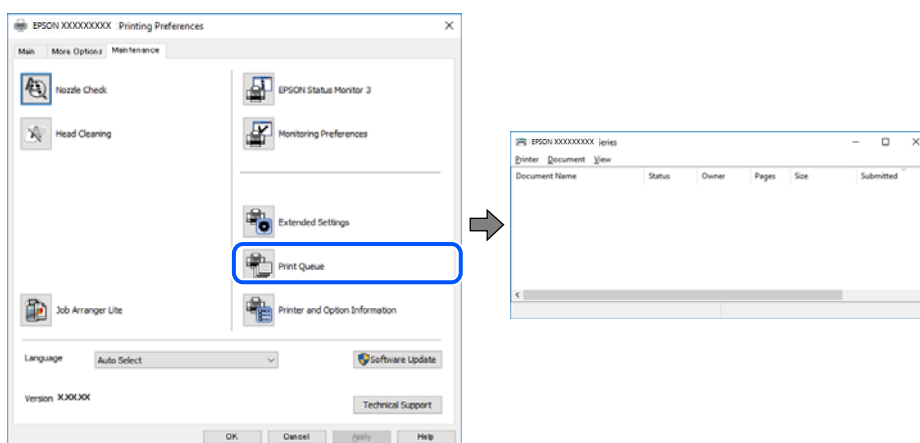 EPSON XXXXXXXXX Printing Preferences
Main More Options Maintenance
Nozzle Check
EPSON Status Monitor 3
Head Cleaning
Monitoring Preferences
Extended Settings
Print Queue
Job Arranger Lite
Printer and Option Information
Language Auto Select Software Update
Version X.XX.XX
Technical Support
OK Cancel Apply Help
EPSON XXXXXXXXX ieries
Printer Document View
Document Name Status Owner Pages Size Submitted